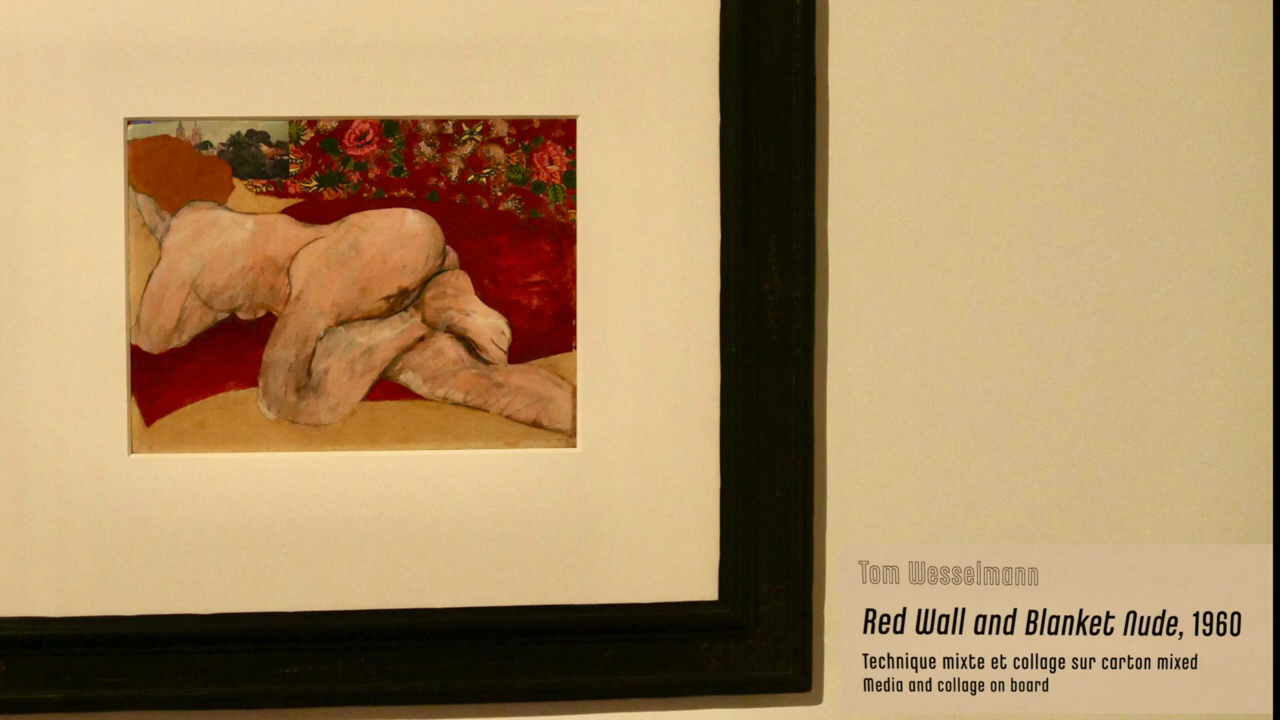 Tom Wesselmann
Red Wall and Blanket Nude, 1960
Technique mixte et collage sur carton mixed
Media and collage on board